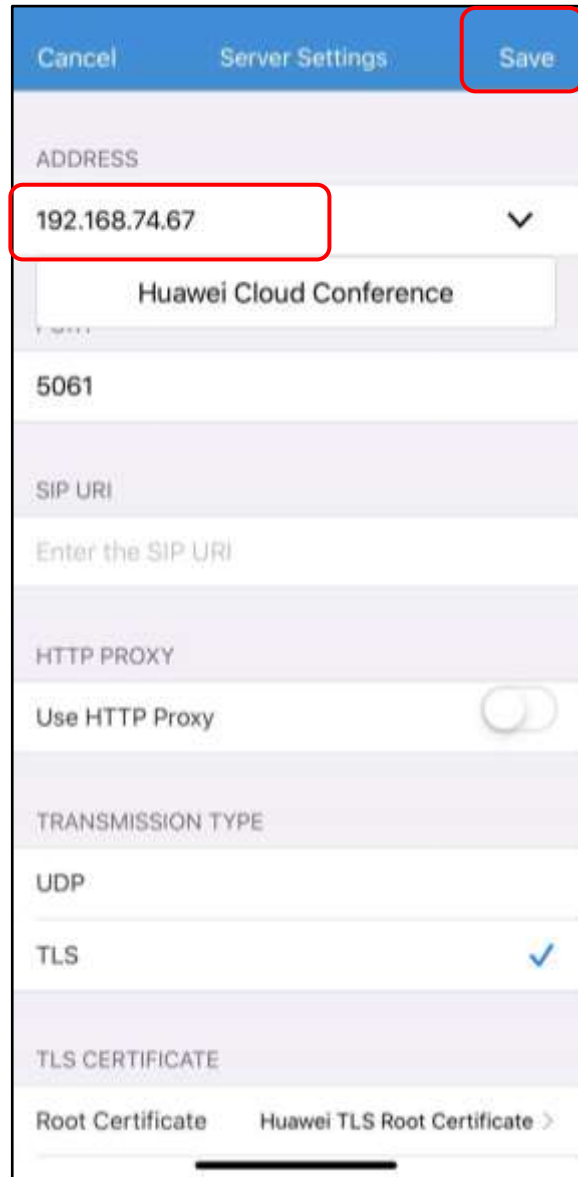 Cancel Server Settings Save
ADDRESS
192.168.74.67
Huawei Cloud Conference
5061
SIP URI
Enter the SIP URI
HTTP PROXY
Use HTTP Proxy
TRANSMISSION TYPE
UDP
TLS
TLS CERTIFICATE
Root Certificate Huawei TLS Root Certificate >